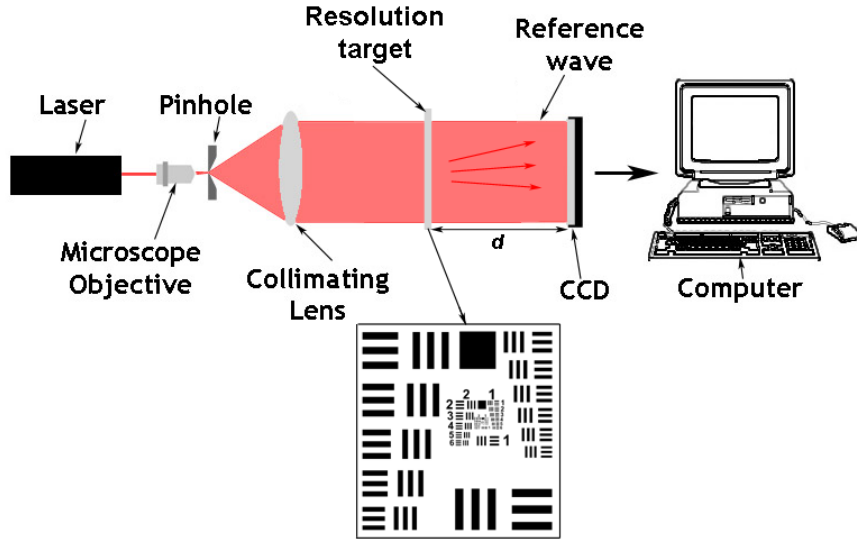 Resolution
target
Reference
wave
Laser
Pinhole
d
Microscope
Objective
Collimating
Lens
CCD
Computer
2 1
2
3
4
5
6
1